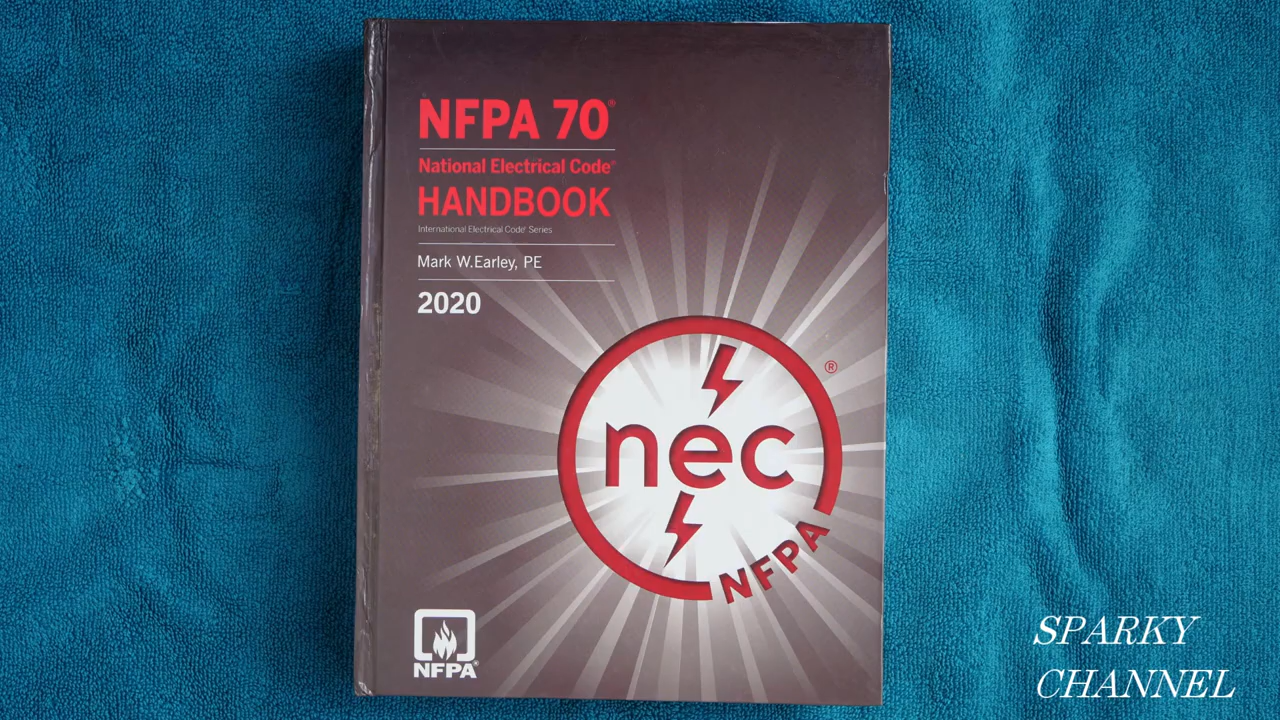 NFPA 70®
National Electrical Code®
HANDBOOK
International Electrical Code® Series
Mark W.Earley, PE
2020
®
nec
NFPA
NFPA®
SPARKY
CHANNEL